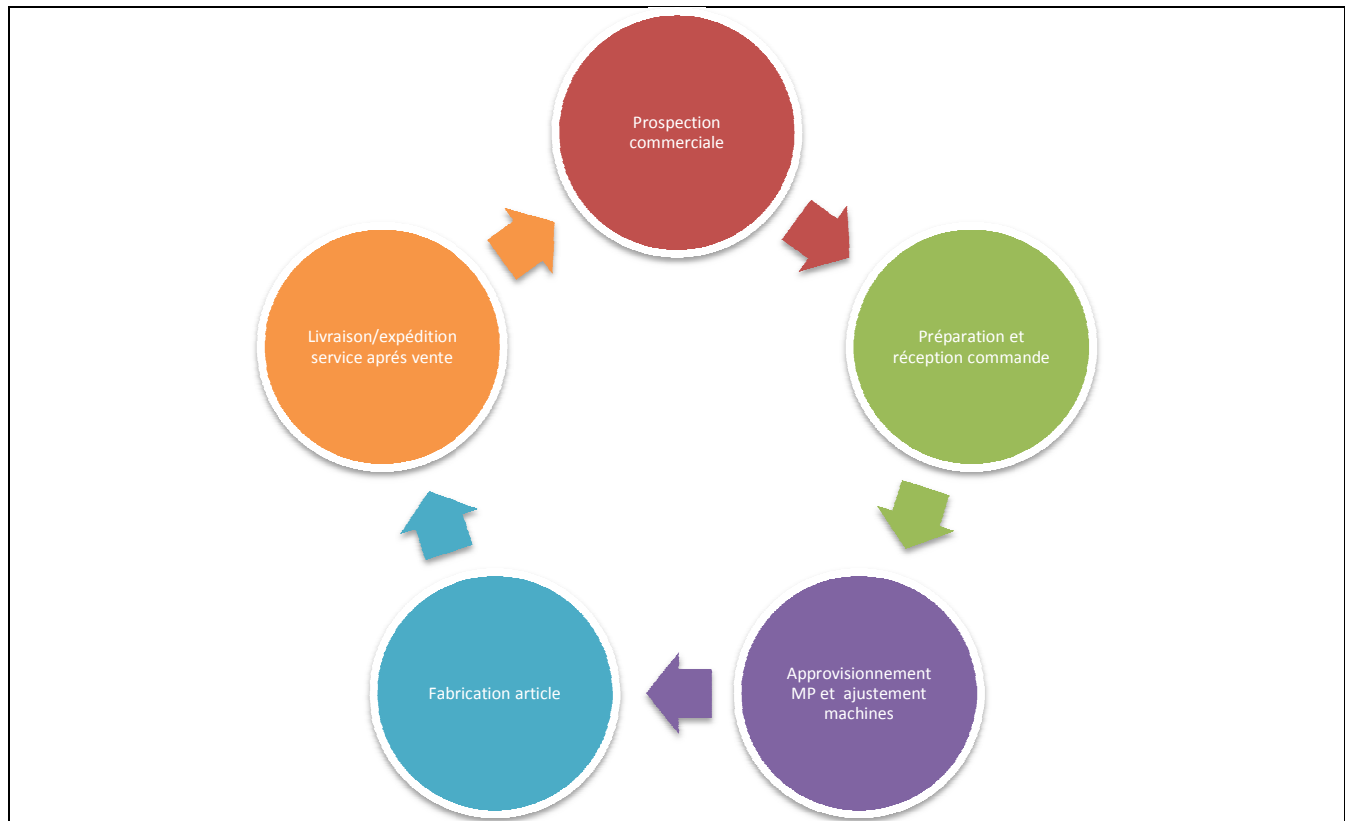 Prospection
commerciale
Préparation et
réception commande
Approvisionnement
MP et  ajustement
machines
Fabrication article
Livraison/expédition
service aprés vente